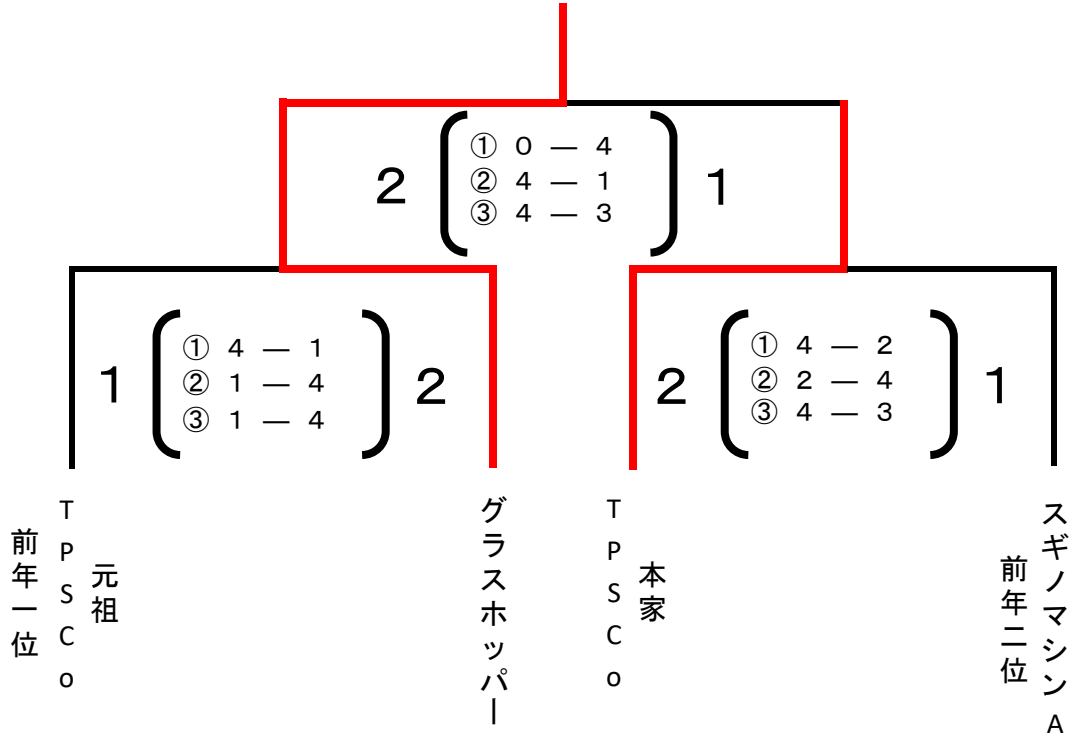 2
① 0 — 4
② 4 — 1
③ 4 — 3
1
1
① 4 — 1
② 1 — 4
③ 1 — 4
2
2
① 4 — 2
② 2 — 4
③ 4 — 3
1
前年一位
TPSCo
元祖
グラスホッパー
TPSCo
本家
前年二位
スギノマシンA